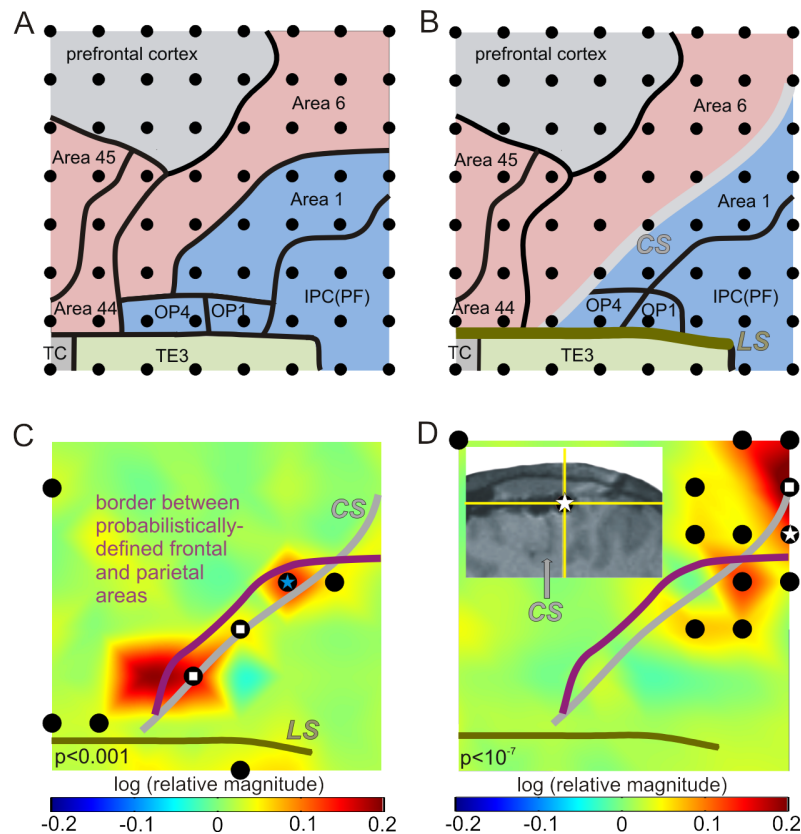 A
prefrontal cortex
Area 6
Area 45
Area 1
Area 44
OP4
OP1
IPC(PF)
TC
TE3
B
prefrontal cortex
Area 6
Area 45
Area 1
CS
Area 44
OP4
OP1
IPC(PF)
LS
TC
TE3
C
border between
probabilistically-
defined frontal
and parietal
areas
CS
LS
p<0.001
log (relative magnitude)
-0.2 -0.1 0 0.1 0.2
D
CS
p<10-7
log (relative magnitude)
-0.2 -0.1 0 0.1 0.2